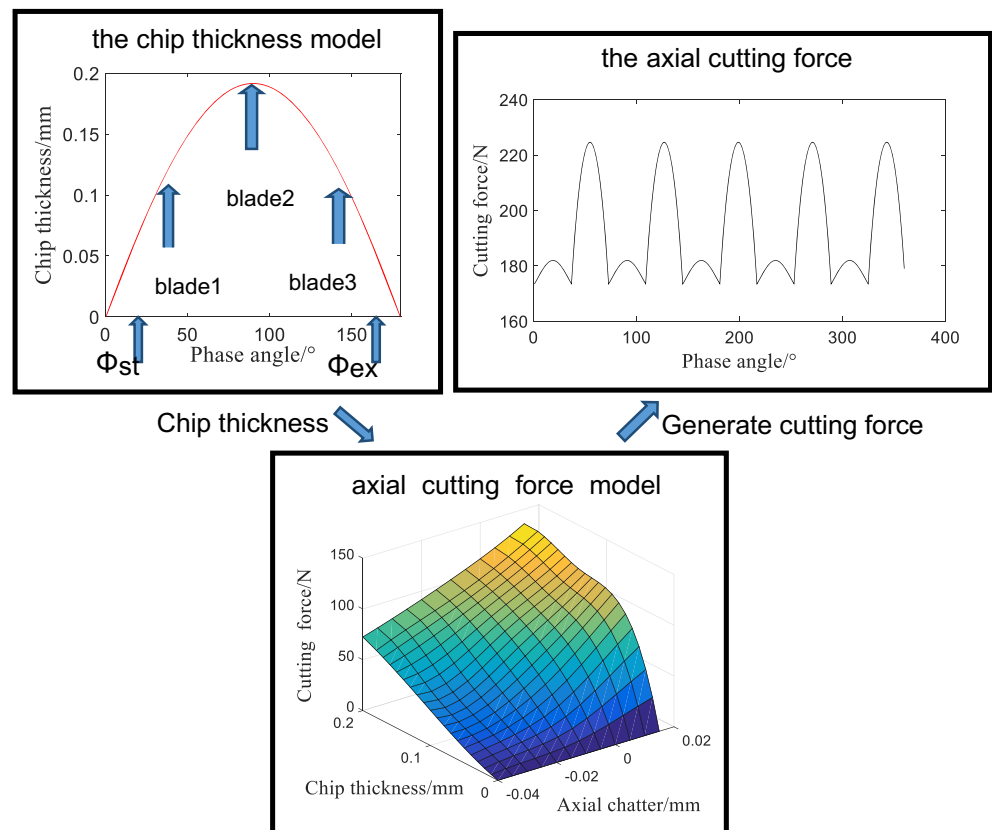 the chip thickness model
0.2
0.15
0.1
0.05
0
Chip thickness/mm
blade2
blade1
blade3
0
50
100
150
Phase angle/°
Φst
Φex
the axial cutting force
240
220
200
180
160
Cutting force/N
0
100
200
300
400
Phase angle/°
Chip thickness
Generate cutting force
axial cutting force model
150
100
50
0
Cutting force/N
0.2
0.1
0
Chip thickness/mm
-0.04
-0.02
0
0.02
Axial chatter/mm